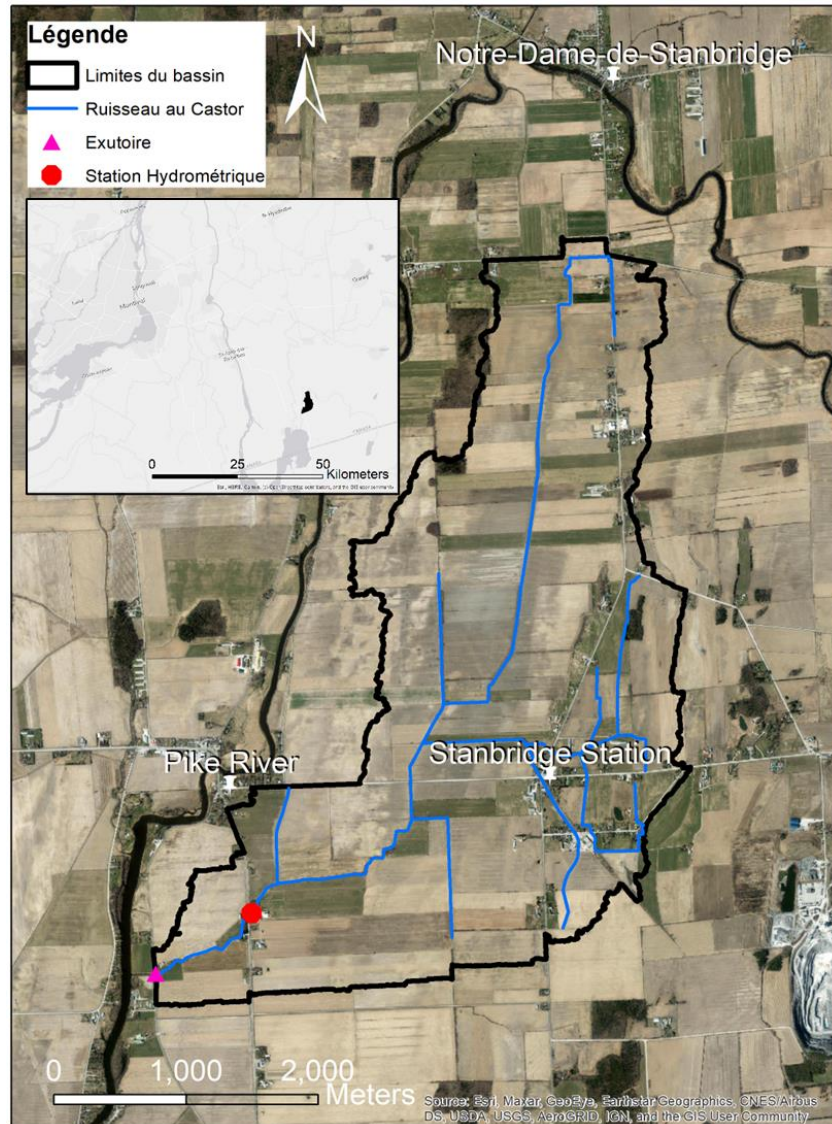 Légende
Limites du bassin
Ruisseau au Castor
Exutoire
Station Hydrométrique
N
Notre-Dame-de-Stanbridge
Longueuil
Montréal
0 25 50
Kilometers
Pike River
Stanbridge Station
0 1,000 2,000
Meters
Source: Esri, Maxar, GeoEye, Earthstar Geographics, CNES/Airbus
DS, USDA, USGS, AeroGRID, IGN, and the GIS User Community